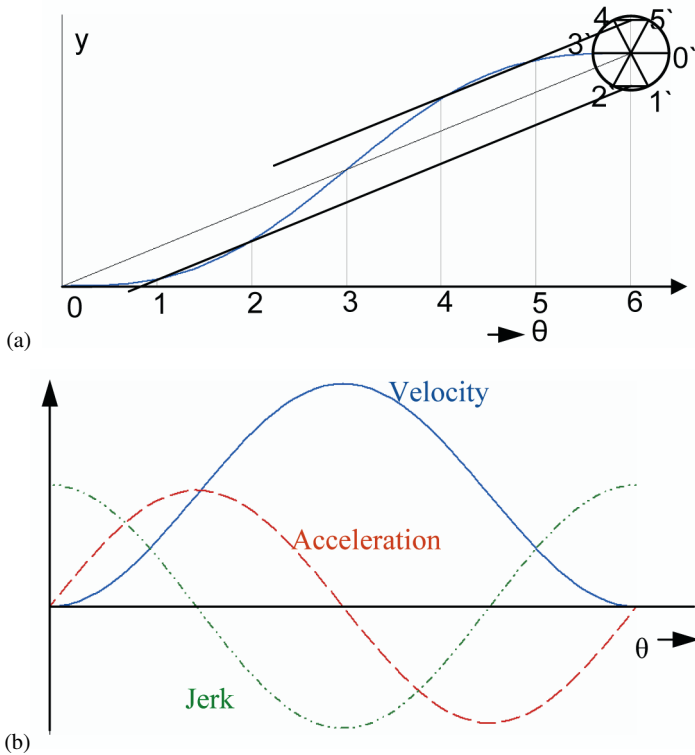 y
4 5`
3` 0`
2 1`
0 1 2 3 4 5 6
θ
(a)
Velocity
Acceleration
θ
Jerk
(b)